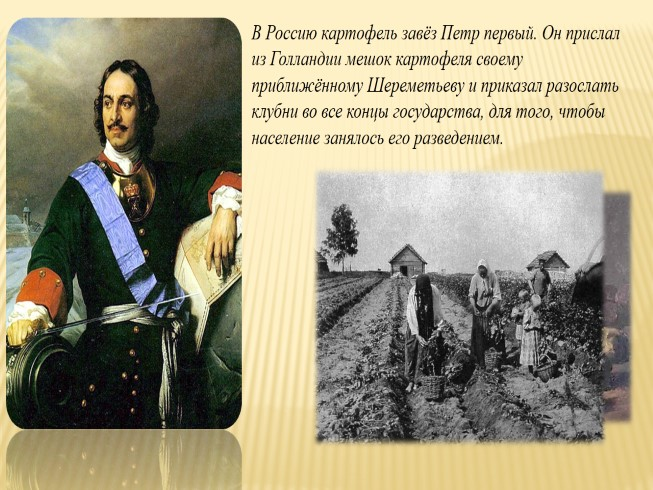 В Россию картофель завёз Петр первый. Он прислал
из Голландии мешок картофеля своему
приближённому Шереметьеву и приказал разослать
клубни во все концы государства, для того, чтобы
население занялось его разведением.